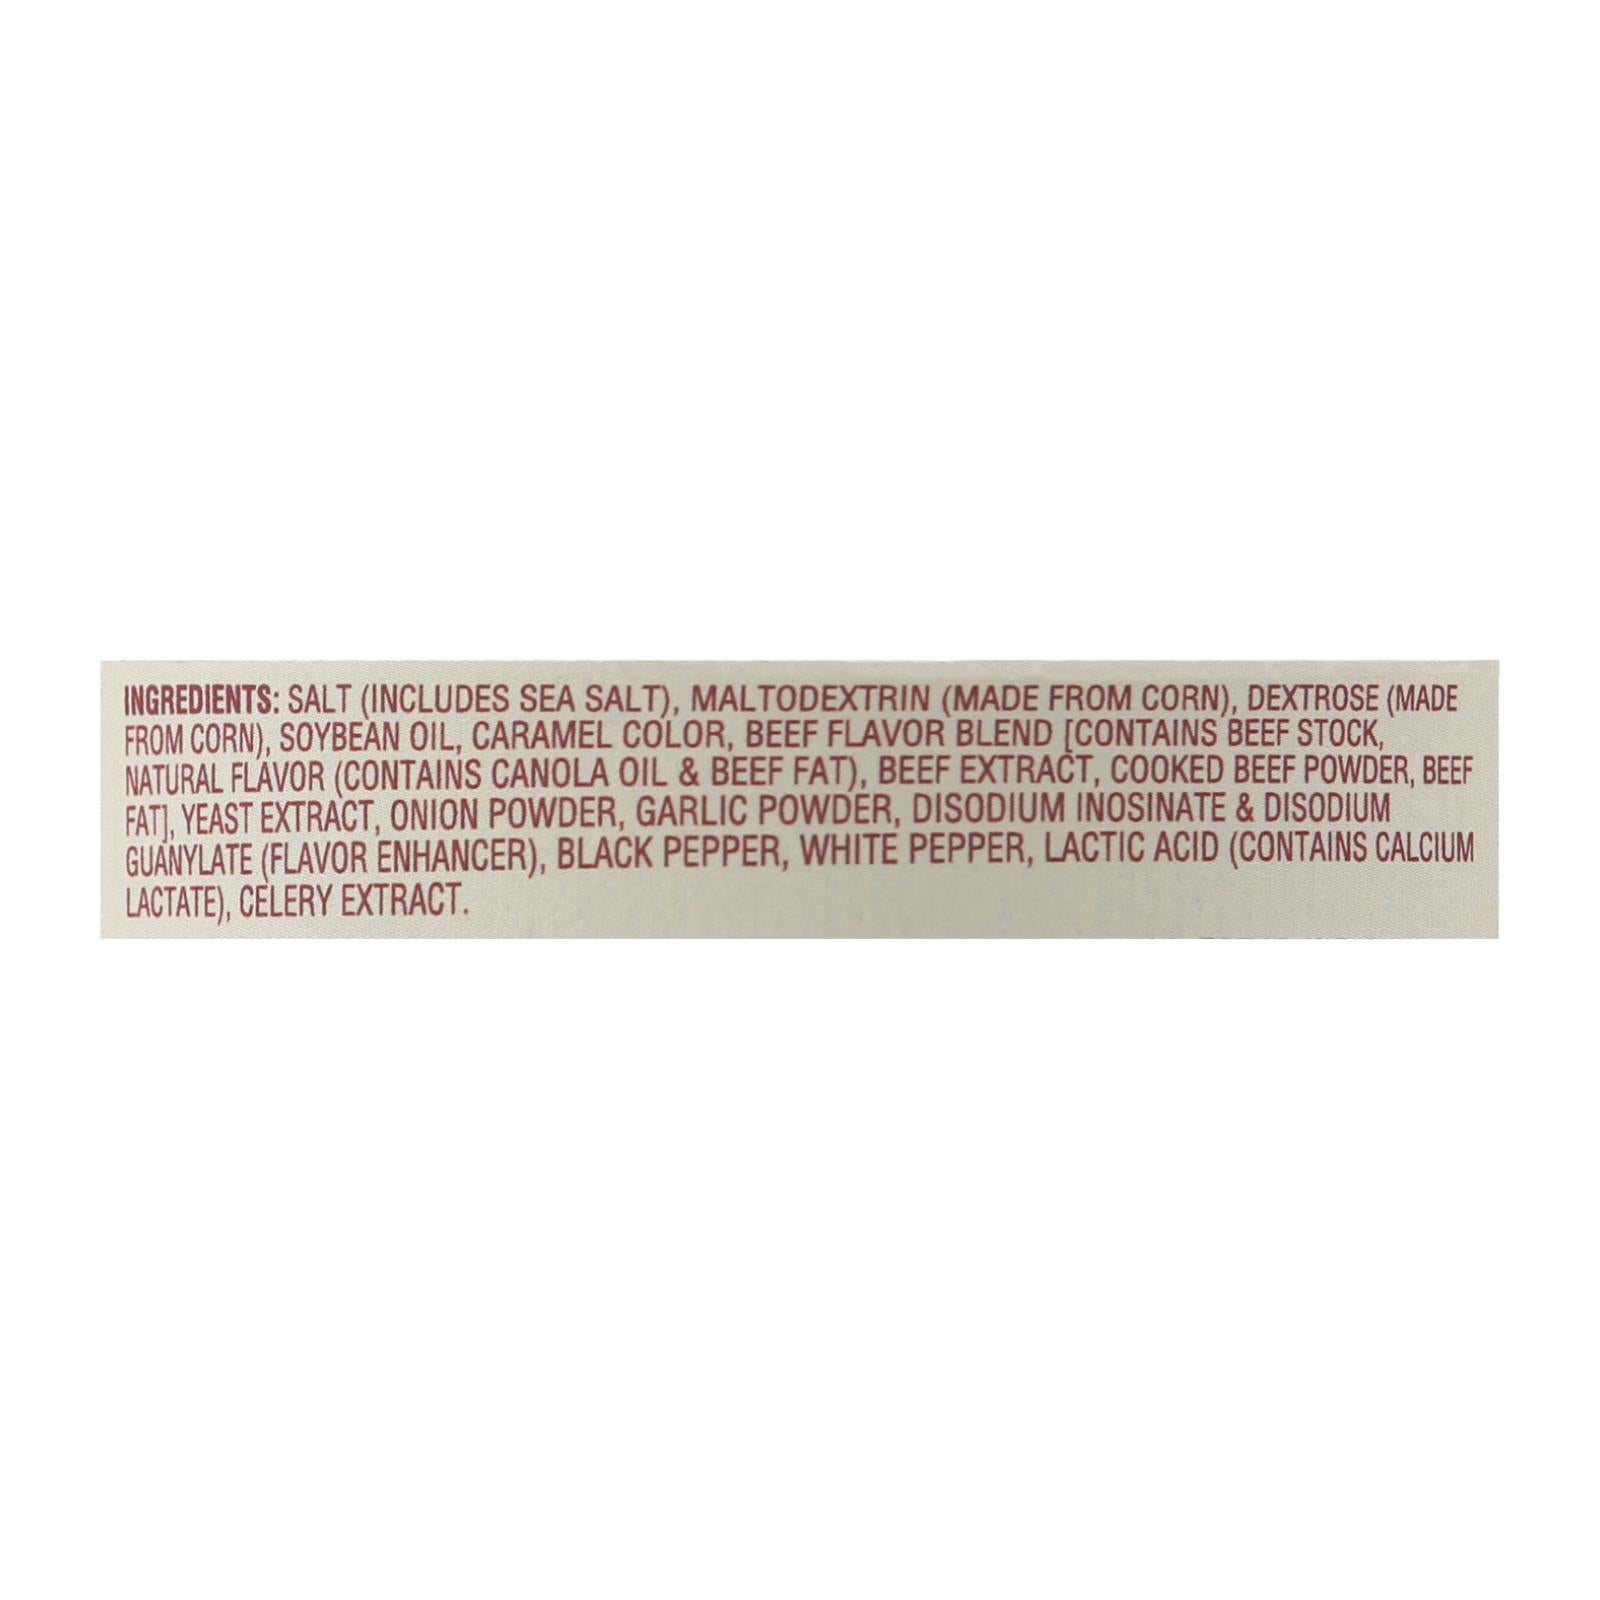 INGREDIENTS: SALT (INCLUDES SEA SALT), MALTODEXTRIN (MADE FROM CORN), DEXTROSE (MADE
FROM CORN), SOYBEAN OIL, CARAMEL COLOR, BEEF FLAVOR BLEND [CONTAINS BEEF STOCK,
NATURAL FLAVOR (CONTAINS CANOLA OIL & BEEF FAT), BEEF EXTRACT, COOKED BEEF POWDER, BEEF
FAT], YEAST EXTRACT, ONION POWDER, GARLIC POWDER, DISODIUM INOSINATE & DISODIUM
GUANYLATE (FLAVOR ENHANCER), BLACK PEPPER, WHITE PEPPER, LACTIC ACID (CONTAINS CALCIUM
LACTATE), CELERY EXTRACT.